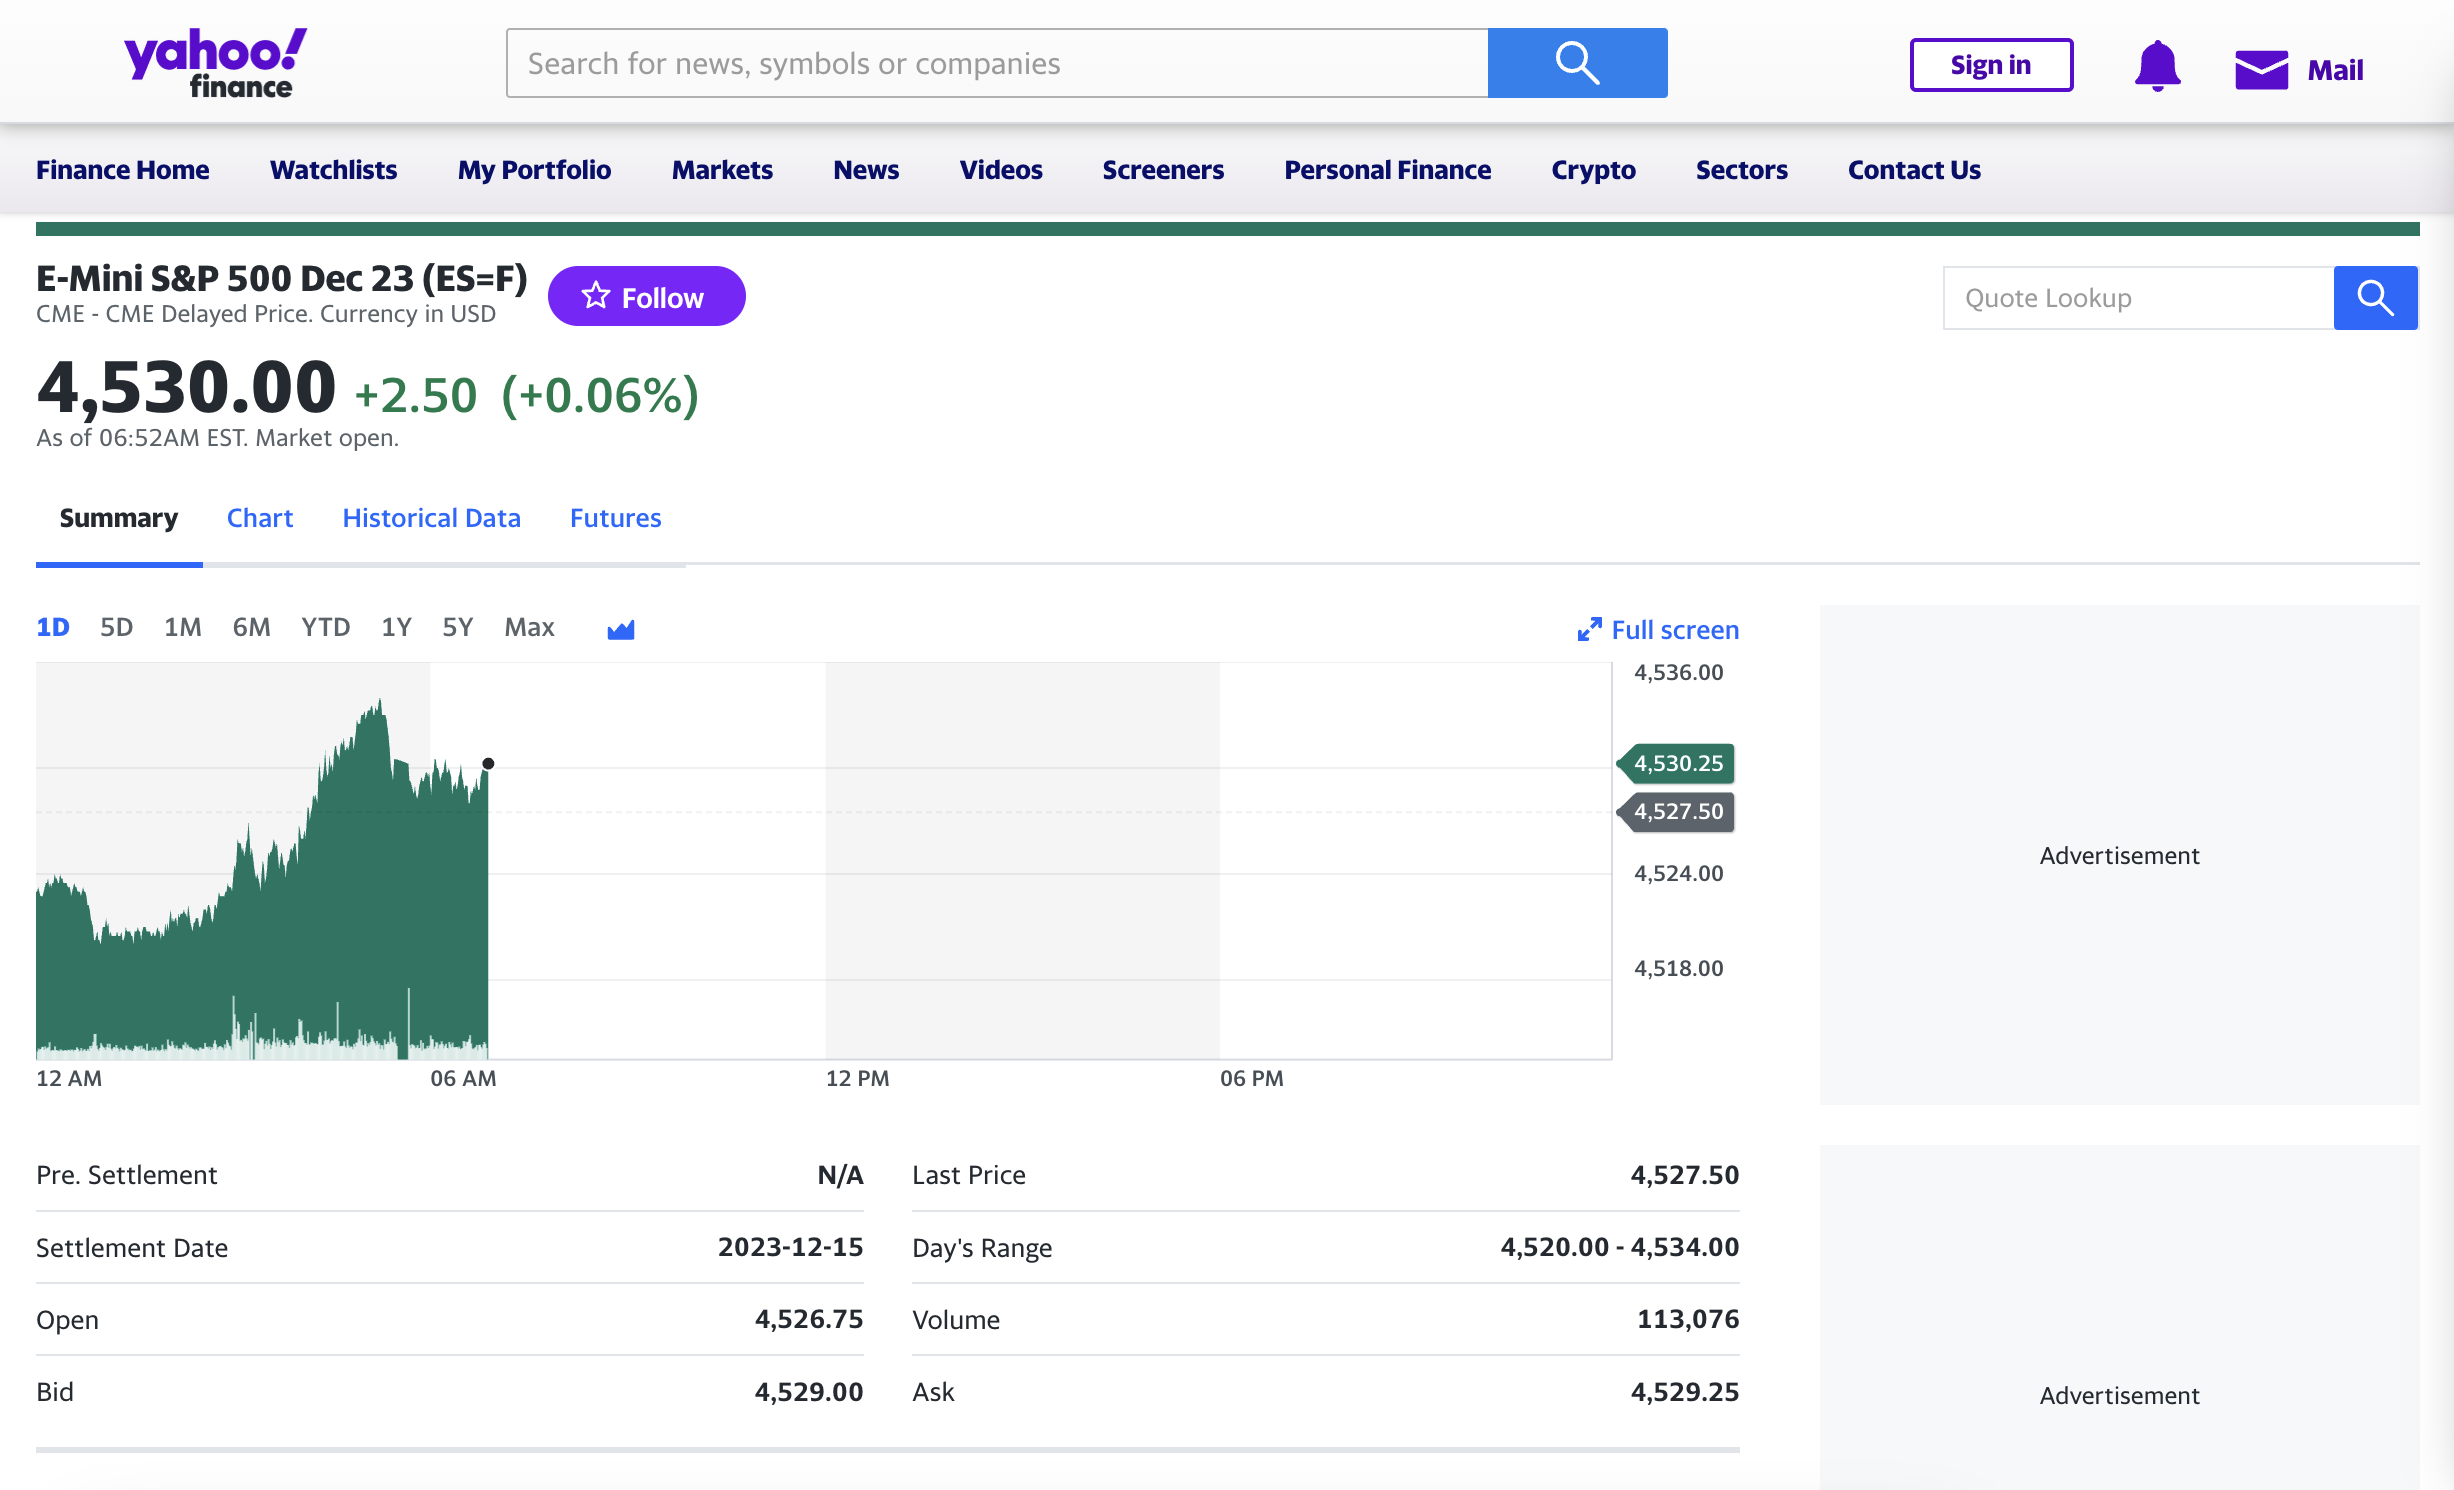 yahoo!
finance
Search for news, symbols or companies
Sign in
Mail
Finance Home Watchlists My Portfolio Markets News Videos Screeners Personal Finance Crypto Sectors Contact Us
E-Mini S&P 500 Dec 23 (ES=F)
CME - CME Delayed Price. Currency in USD
Follow
Quote Lookup
4,530.00 +2.50 (+0.06%)
As of 06:52AM EST. Market open.
Summary Chart Historical Data Futures
1D 5D 1M 6M YTD 1Y 5Y Max
Full screen
4,536.00
4,530.25
4,527.50
4,524.00
4,518.00
12 AM 06 AM 12 PM 06 PM
Advertisement
Pre. Settlement N/A
Settlement Date 2023-12-15
Open 4,526.75
Bid 4,529.00
Last Price 4,527.50
Day's Range 4,520.00 - 4,534.00
Volume 113,076
Ask 4,529.25
Advertisement